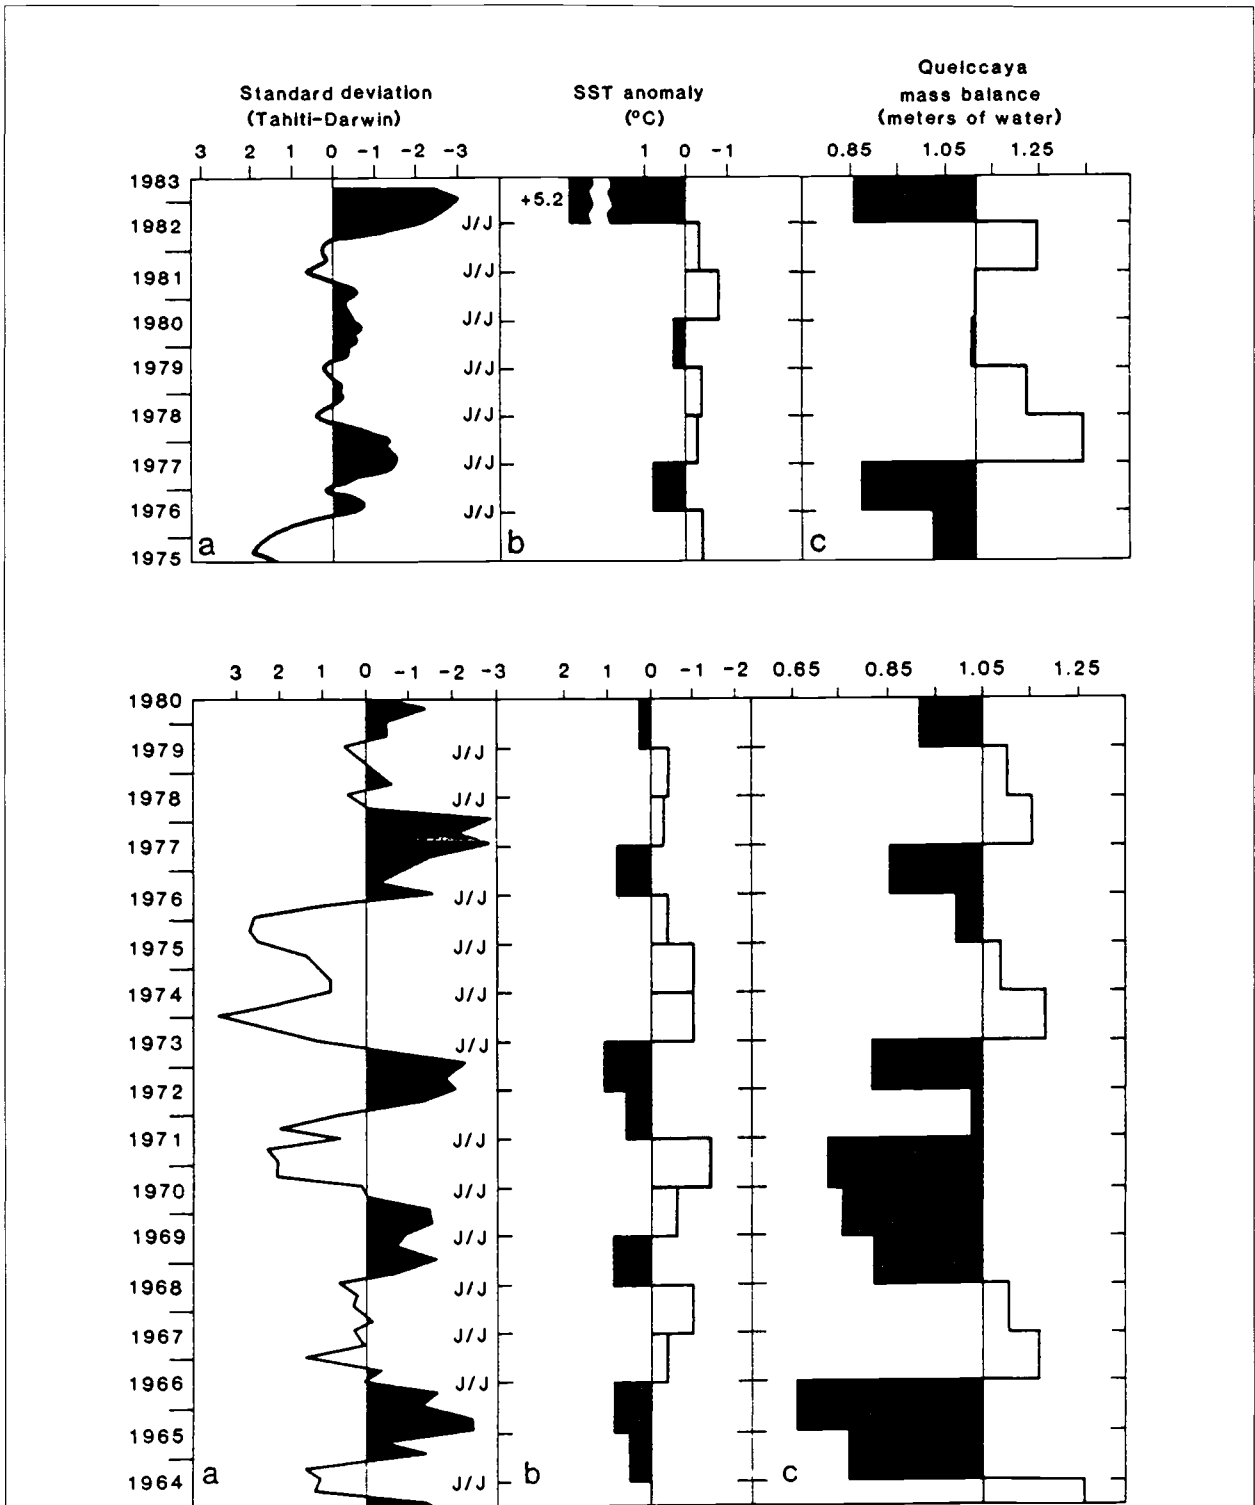 Standard deviation
(Tahiti-Darwin)
SST anomaly
(°C)
Quelccaya
mass balance
(meters of water)
3 2 1 0 -1 -2 -3
1 0 -1
0.85 1.05 1.25
1983
+5.2
J/J
1982
J/J
1981
J/J
1980
J/J
1979
J/J
1978
J/J
1977
J/J
1976
a
b
c
1975
3 2 1 0 -1 -2 -3
2 1 0 -1 -2
0.65 0.85 1.05 1.25
1980
1979 J/J
1978 J/J
1977
1976 J/J
1975 J/J
1974 J/J
1973 J/J
1972
1971 J/J
1970 J/J
1969 J/J
1968 J/J
1967 J/J
1966 J/J
1965
a
b
c
1964 J/J